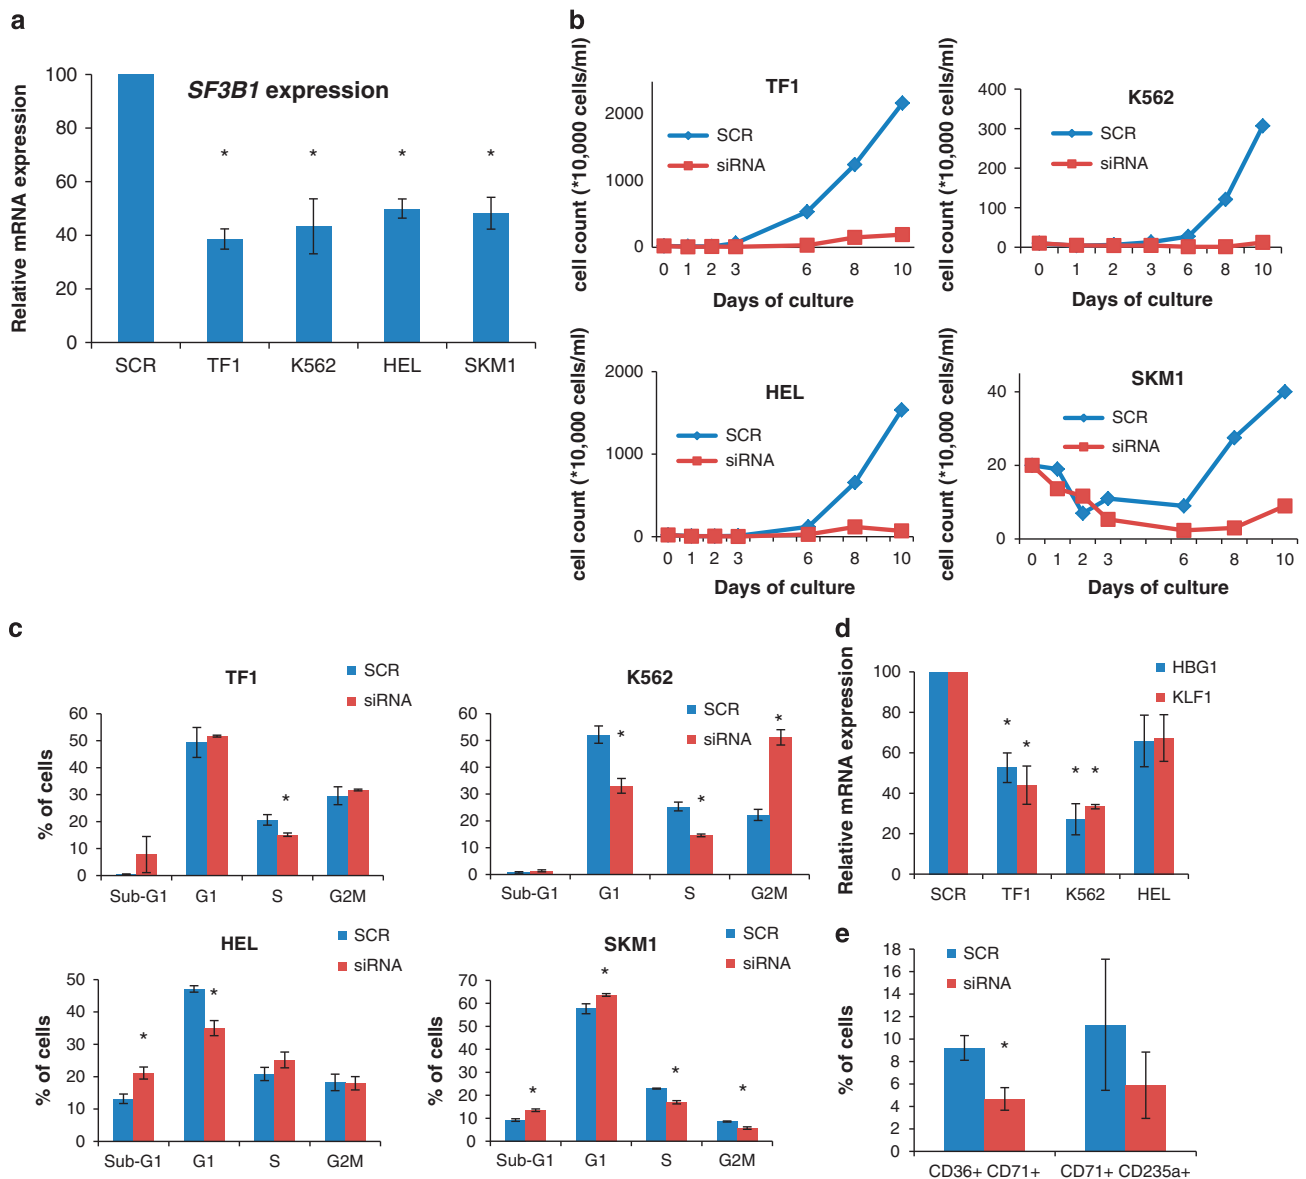 a
SF3B1 expression
Relative mRNA expression
100
80
60
40
20
0
* * * *
SCR TF1 K562 HEL SKM1
b
TF1
SCR
siRNA
cell count (*10,000 cells/ml)
2000
1000
0
0 1 2 3 6 8 10
Days of culture
K562
SCR
siRNA
cell count (*10,000 cells/ml)
400
300
200
100
0
0 1 2 3 6 8 10
Days of culture
HEL
SCR
siRNA
cell count (*10,000 cells/ml)
2000
1000
0
0 1 2 3 6 8 10
Days of culture
SKM1
SCR
siRNA
cell count (*10,000 cells/ml)
40
20
0
0 1 2 3 6 8 10
Days of culture
c
TF1
SCR
siRNA
% of cells
60
50
40
30
20
10
0
*
Sub-G1 G1 S G2M
K562
SCR
siRNA
60
50
40
30
20
10
0
* * *
Sub-G1 G1 S G2M
HEL
SCR
siRNA
% of cells
50
40
30
20
10
0
* *
Sub-G1 G1 S G2M
SKM1
SCR
siRNA
% of cells
70
60
50
40
30
20
10
0
* * * *
Sub-G1 G1 S G2M
d
HBG1
KLF1
Relative mRNA expression
100
80
60
40
20
0
* * * *
SCR TF1 K562 HEL
e
SCR
siRNA
% of cells
18
16
14
12
10
8
6
4
2
0
*
CD36+ CD71+ CD71+ CD235a+